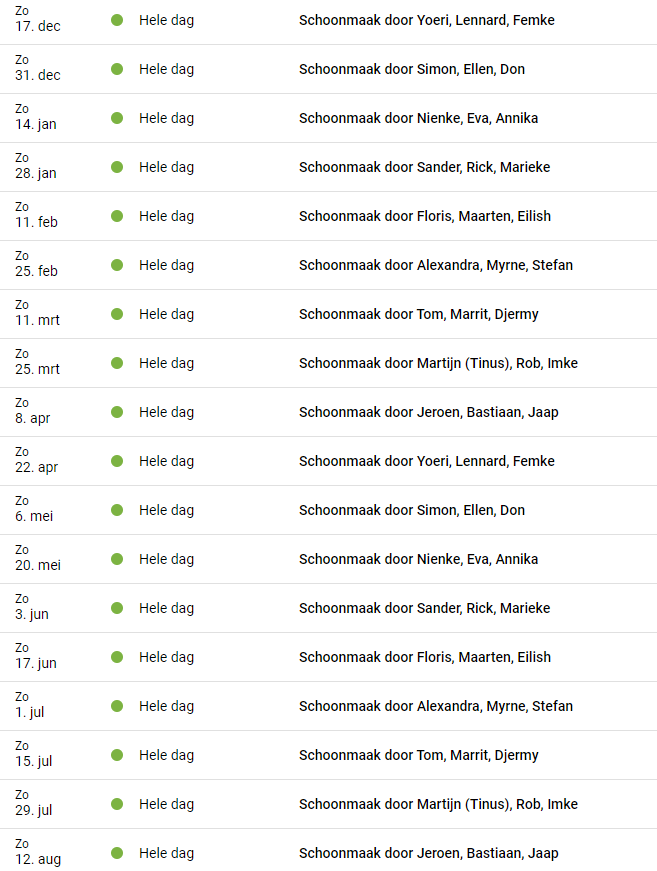 Zo
17. dec
Hele dag
Schoonmaak door Yoeri, Lennard, Femke
Zo
31. dec
Hele dag
Schoonmaak door Simon, Ellen, Don
Zo
14. jan
Hele dag
Schoonmaak door Nienke, Eva, Annika
Zo
28. jan
Hele dag
Schoonmaak door Sander, Rick, Marieke
Zo
11. feb
Hele dag
Schoonmaak door Floris, Maarten, Eilish
Zo
25. feb
Hele dag
Schoonmaak door Alexandra, Myrne, Stefan
Zo
11. mrt
Hele dag
Schoonmaak door Tom, Marrit, Djermy
Zo
25. mrt
Hele dag
Schoonmaak door Martijn (Tinus), Rob, Imke
Zo
8. apr
Hele dag
Schoonmaak door Jeroen, Bastiaan, Jaap
Zo
22. apr
Hele dag
Schoonmaak door Yoeri, Lennard, Femke
Zo
6. mei
Hele dag
Schoonmaak door Simon, Ellen, Don
Zo
20. mei
Hele dag
Schoonmaak door Nienke, Eva, Annika
Zo
3. jun
Hele dag
Schoonmaak door Sander, Rick, Marieke
Zo
17. jun
Hele dag
Schoonmaak door Floris, Maarten, Eilish
Zo
1. jul
Hele dag
Schoonmaak door Alexandra, Myrne, Stefan
Zo
15. jul
Hele dag
Schoonmaak door Tom, Marrit, Djermy
Zo
29. jul
Hele dag
Schoonmaak door Martijn (Tinus), Rob, Imke
Zo
12. aug
Hele dag
Schoonmaak door Jeroen, Bastiaan, Jaap